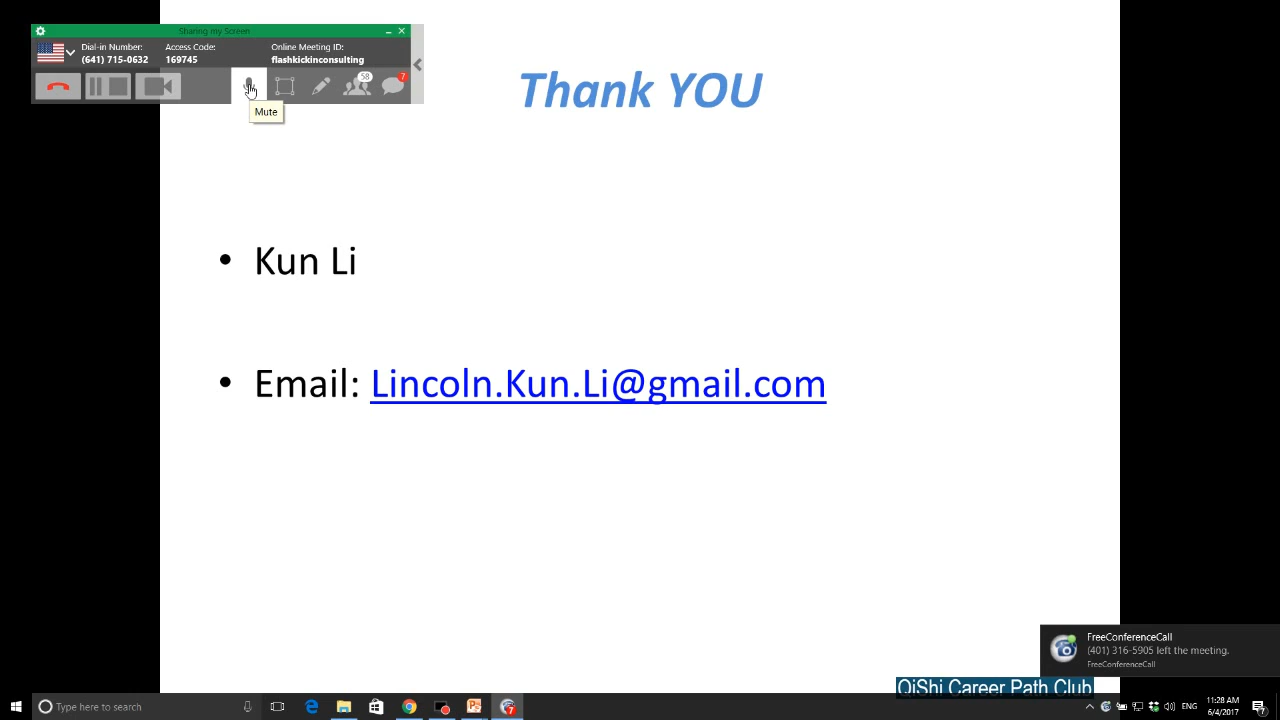 Sharing my Screen
Dial-in Number: Access Code: Online Meeting ID:
(641) 715-0632 169745 flashkickinconsulting
58 7
Mute
Thank YOU
• Kun Li
• Email: Lincoln.Kun.Li@gmail.com
FreeConferenceCall
(401) 316-5905 left the meeting.
FreeConferenceCall
QiShi Career Path Club
Type here to search
ENG
11:28 AM
6/4/2017